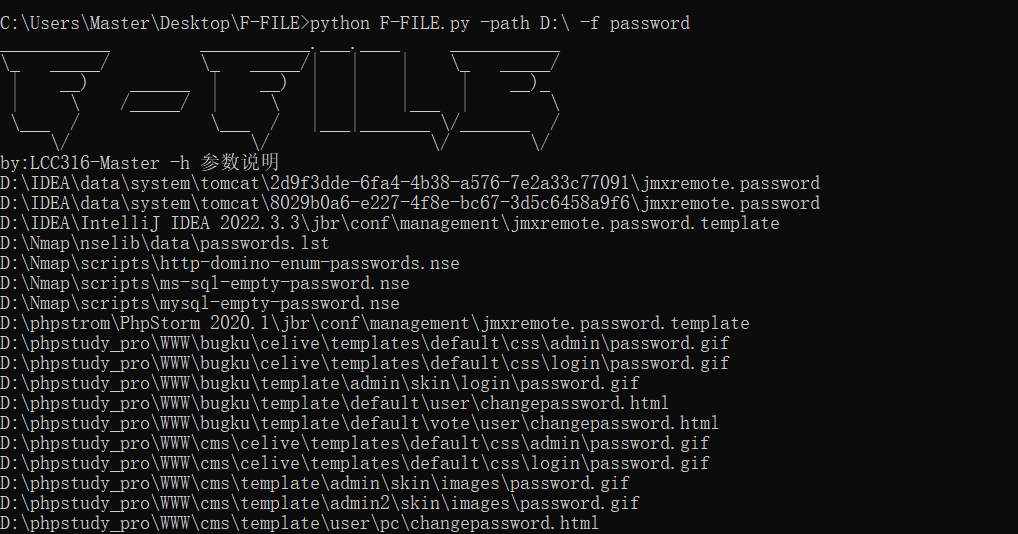 C:\Users\Master\Desktop\F-FILE>python F-FILE.py -path D:\ -f password
F-FILE
by:LCC316-Master -h 参数说明
D:\IDEA\data\system\tomcat\2d9f3dde-6fa4-4b38-a576-7e2a33c77091\jmxremote.password
D:\IDEA\data\system\tomcat\8029b0a6-e227-4f8e-bc67-3d5c6458a9f6\jmxremote.password
D:\IDEA\IntelliJ IDEA 2022.3.3\jbr\conf\management\jmxremote.password.template
D:\Nmap\nselib\data\passwords.lst
D:\Nmap\scripts\http-domino-enum-passwords.nse
D:\Nmap\scripts\ms-sql-empty-password.nse
D:\Nmap\scripts\mysql-empty-password.nse
D:\phpstrom\PhpStorm 2020.1\jbr\conf\management\jmxremote.password.template
D:\phpstudy_pro\WWW\bugku\celive\templates\default\css\admin\password.gif
D:\phpstudy_pro\WWW\bugku\celive\templates\default\css\login\password.gif
D:\phpstudy_pro\WWW\bugku\template\admin\skin\login\password.gif
D:\phpstudy_pro\WWW\bugku\template\default\user\changepassword.html
D:\phpstudy_pro\WWW\bugku\template\default\vote\user\changepassword.html
D:\phpstudy_pro\WWW\cms\celive\templates\default\css\admin\password.gif
D:\phpstudy_pro\WWW\cms\celive\templates\default\css\login\password.gif
D:\phpstudy_pro\WWW\cms\template\admin\skin\images\password.gif
D:\phpstudy_pro\WWW\cms\template\admin2\skin\images\password.gif
D:\phpstudy_pro\WWW\cms\template\user\pc\changepassword.html